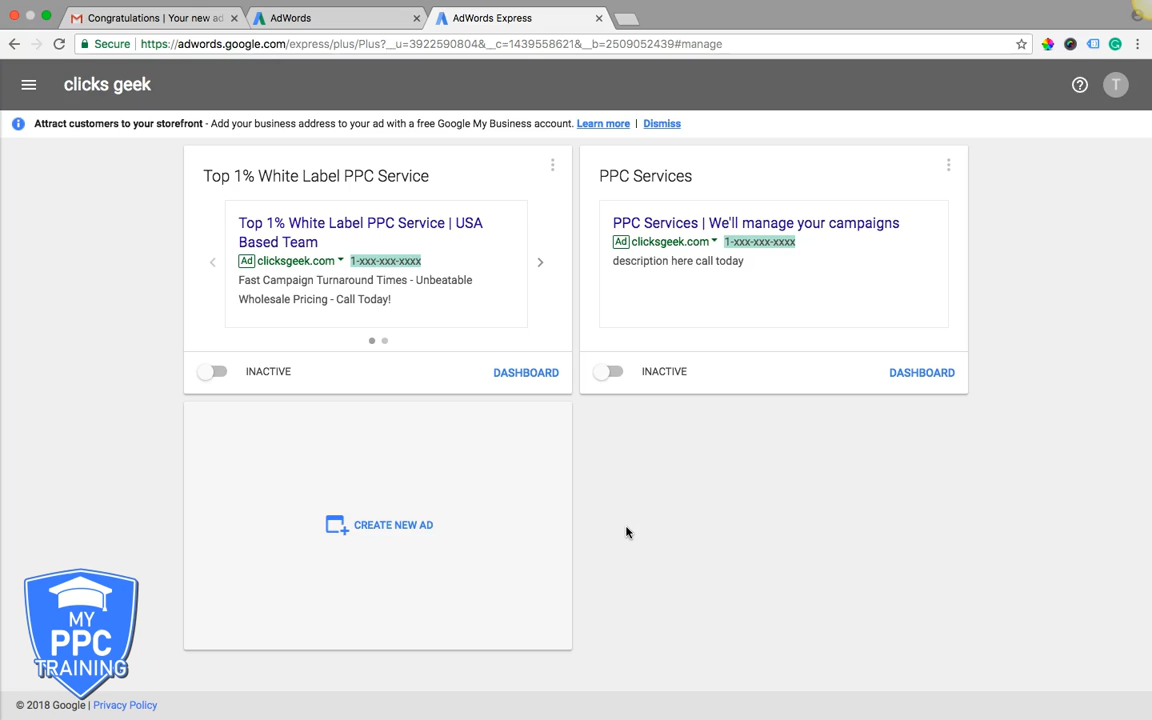 Congratulations | Your new ad
AdWords
AdWords Express
Secure | https://adwords.google.com/express/plus/Plus?__u=3922590804&__c=1439558621&__b=2509052439#manage
clicks geek
T
Attract customers to your storefront - Add your business address to your ad with a free Google My Business account. Learn more | Dismiss
Top 1% White Label PPC Service
Top 1% White Label PPC Service | USA
Based Team
Ad clicksgeek.com 1-xxx-xxx-xxxx
Fast Campaign Turnaround Times - Unbeatable
Wholesale Pricing - Call Today!
INACTIVE
DASHBOARD
PPC Services
PPC Services | We'll manage your campaigns
Ad clicksgeek.com 1-xxx-xxx-xxxx
description here call today
INACTIVE
DASHBOARD
CREATE NEW AD
MY
PPC
TRAINING
© 2018 Google | Privacy Policy